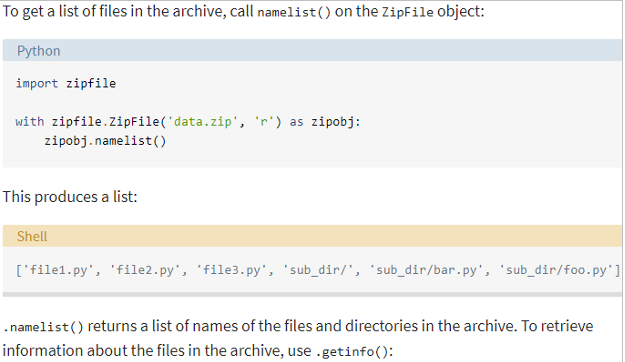 To get a list of files in the archive, call namelist() on the ZipFile object:
Python
import zipfile
with zipfile.ZipFile('data.zip', 'r') as zipobj:
    zipobj.namelist()
This produces a list:
Shell
['file1.py', 'file2.py', 'file3.py', 'sub_dir/', 'sub_dir/bar.py', 'sub_dir/foo.py']
.namelist() returns a list of names of the files and directories in the archive. To retrieve
information about the files in the archive, use .getinfo():